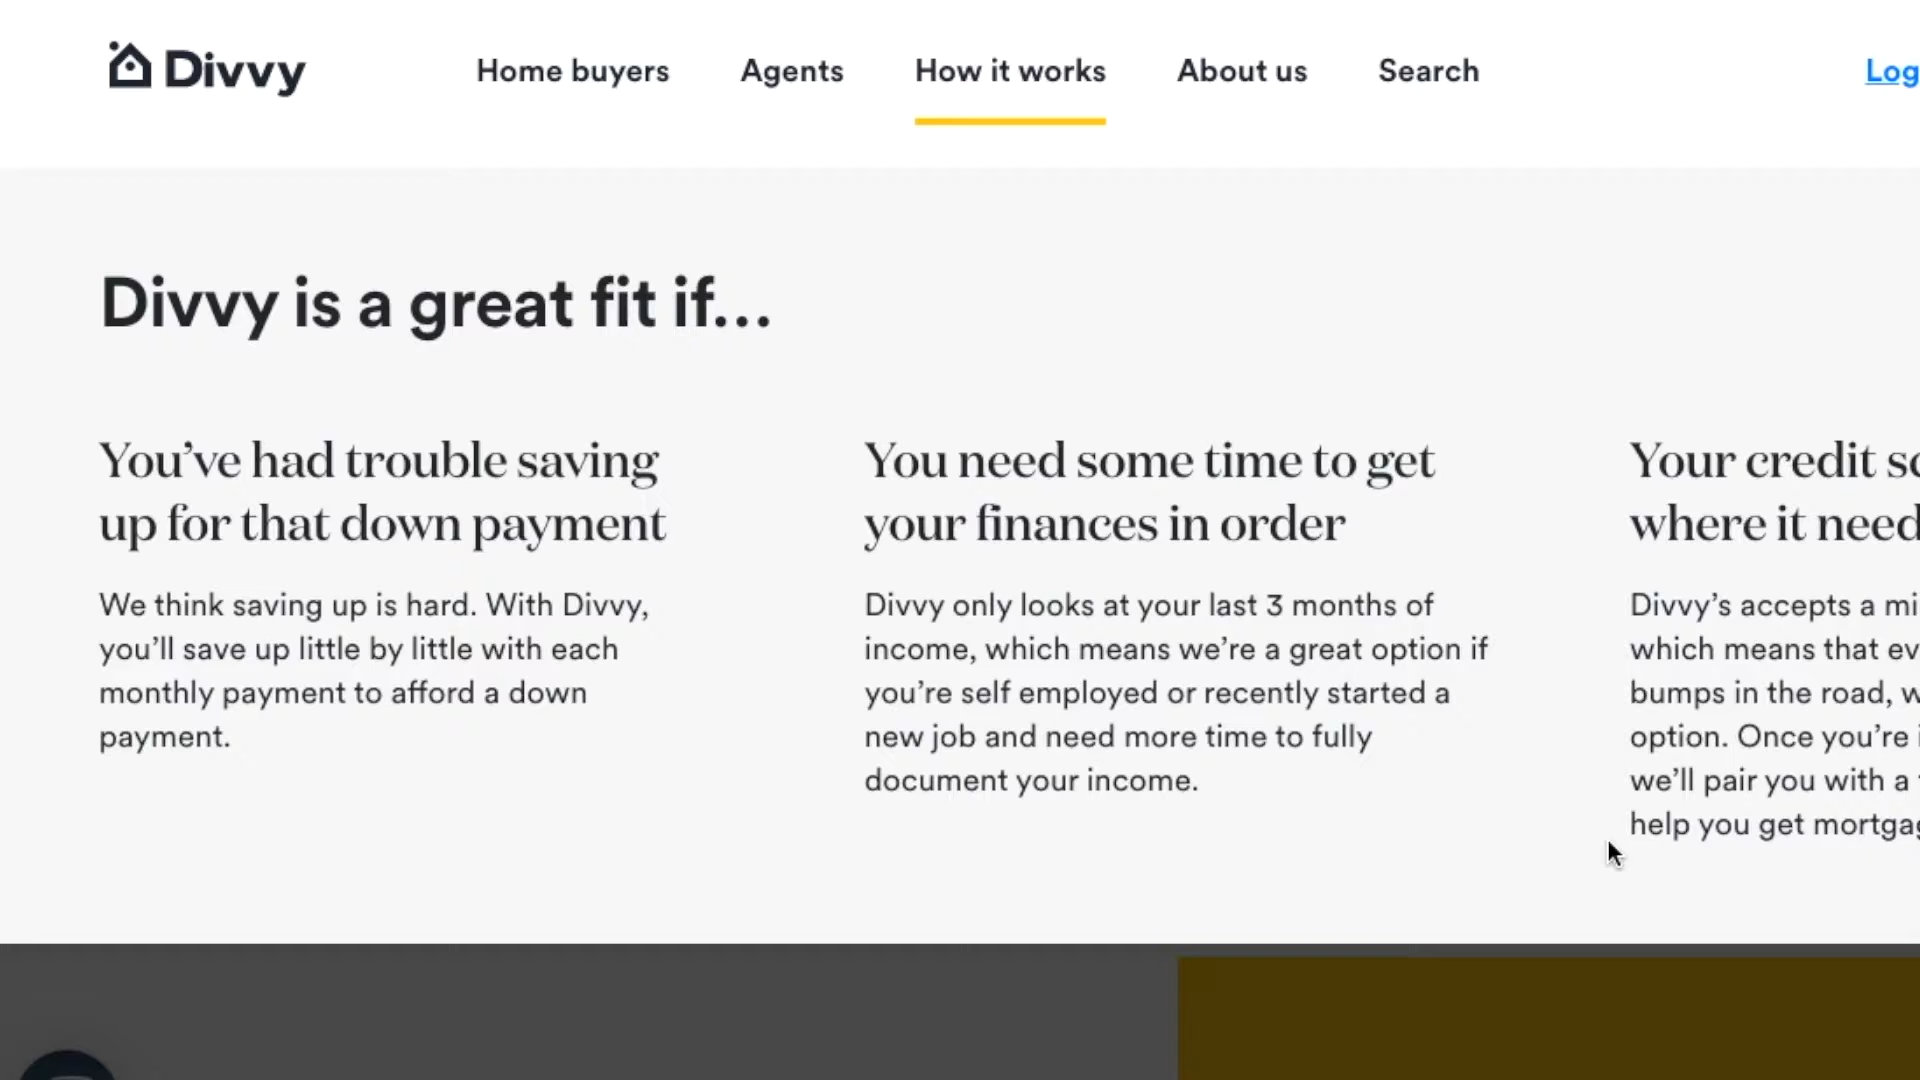 Divvy
Home buyers
Agents
How it works
About us
Search
Log
Divvy is a great fit if...
You've had trouble saving
up for that down payment
We think saving up is hard. With Divvy,
you'll save up little by little with each
monthly payment to afford a down
payment.
You need some time to get
your finances in order
Divvy only looks at your last 3 months of
income, which means we're a great option if
you're self employed or recently started a
new job and need more time to fully
document your income.
Your credit
where it
Divvy's accepts a
which means that
bumps in the road,
option. Once you're
we'll pair you with a
help you get